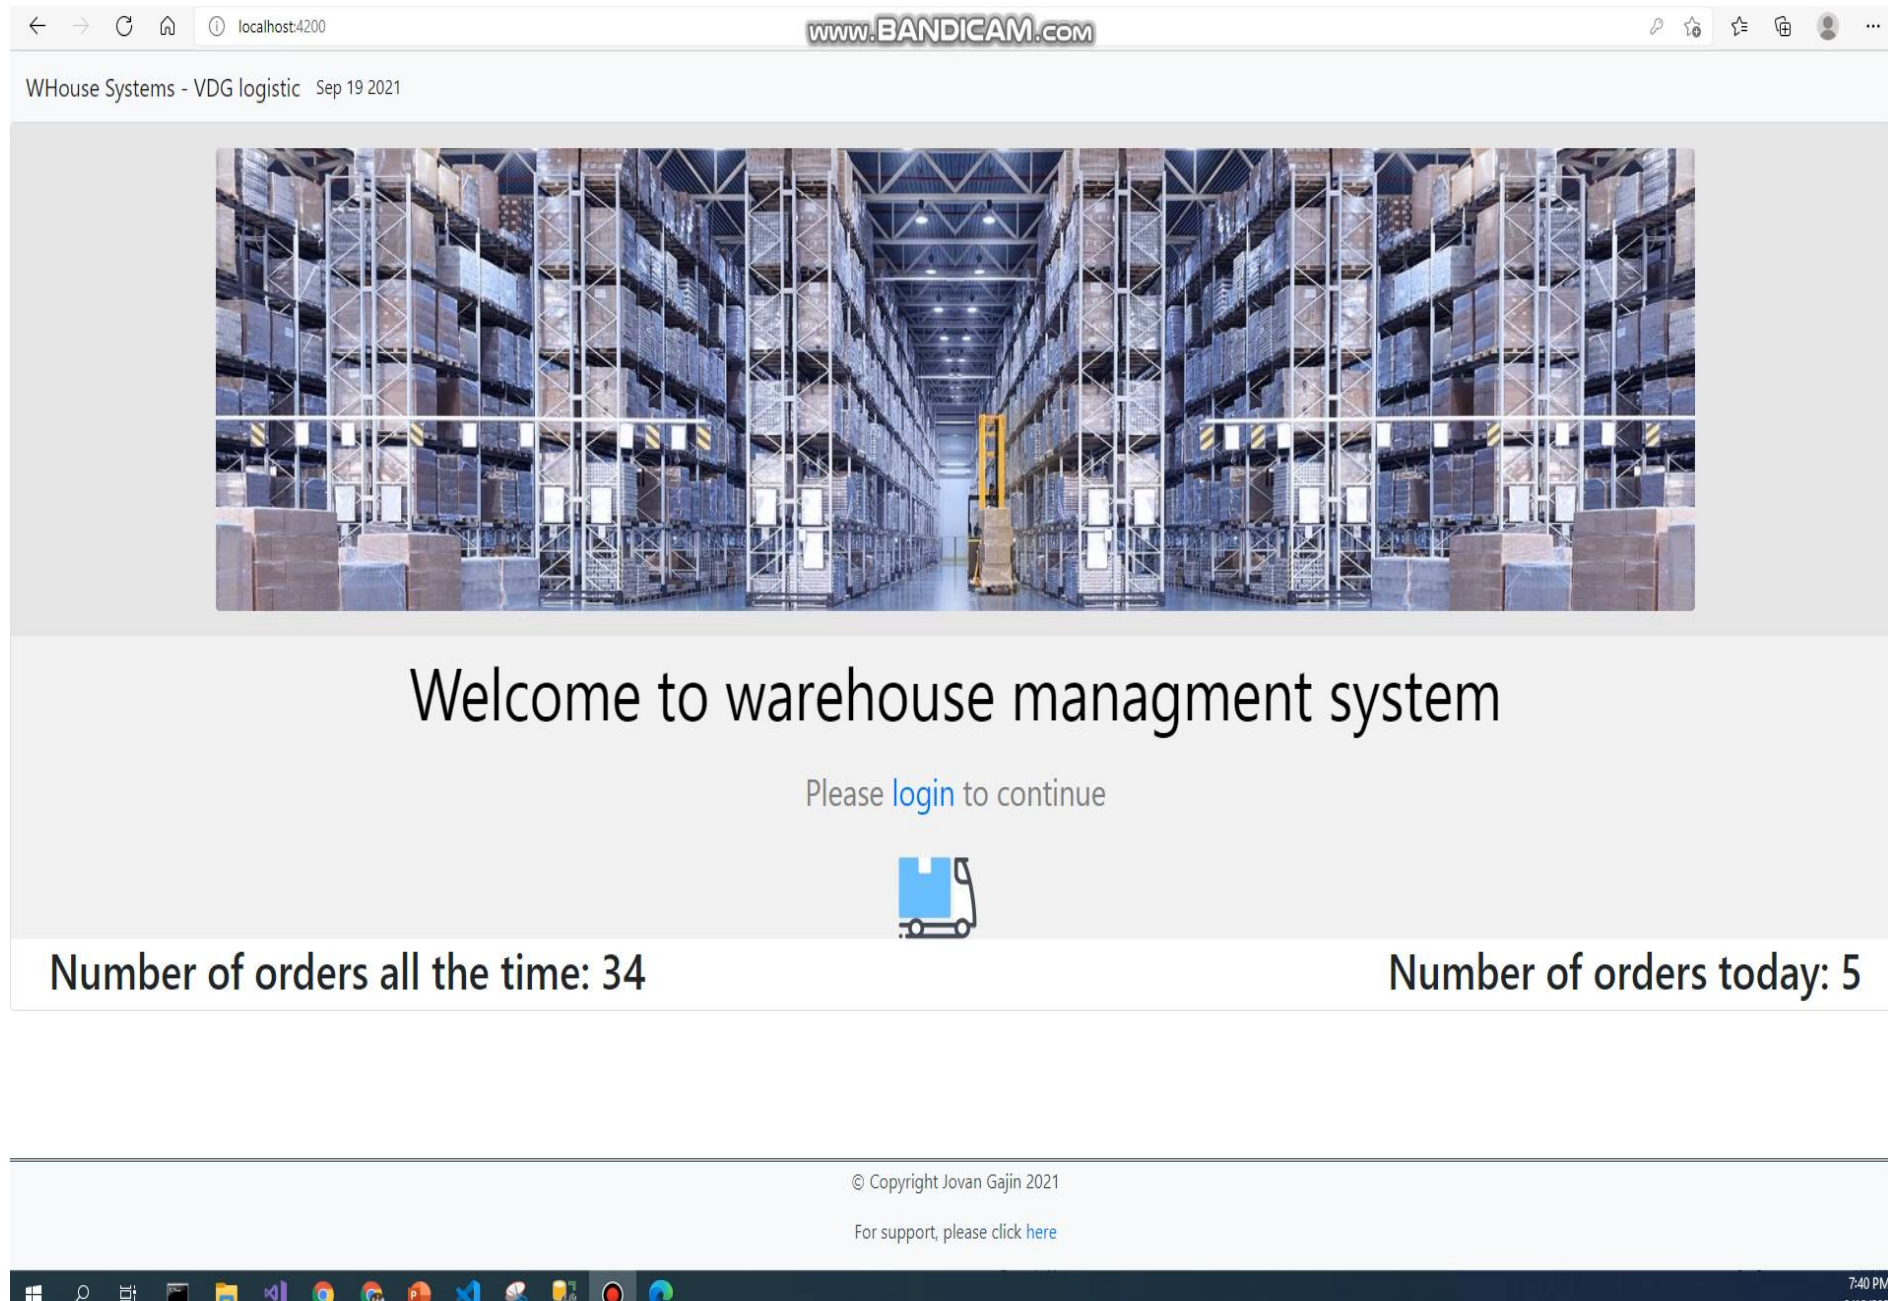 localhost:4200
www.BANDICAM.com
WHouse Systems - VDG logistic Sep 19 2021
Welcome to warehouse managment system
Please login to continue
Number of orders all the time: 34
Number of orders today: 5
© Copyright Jovan Gajin 2021
For support, please click here
7:40 PM